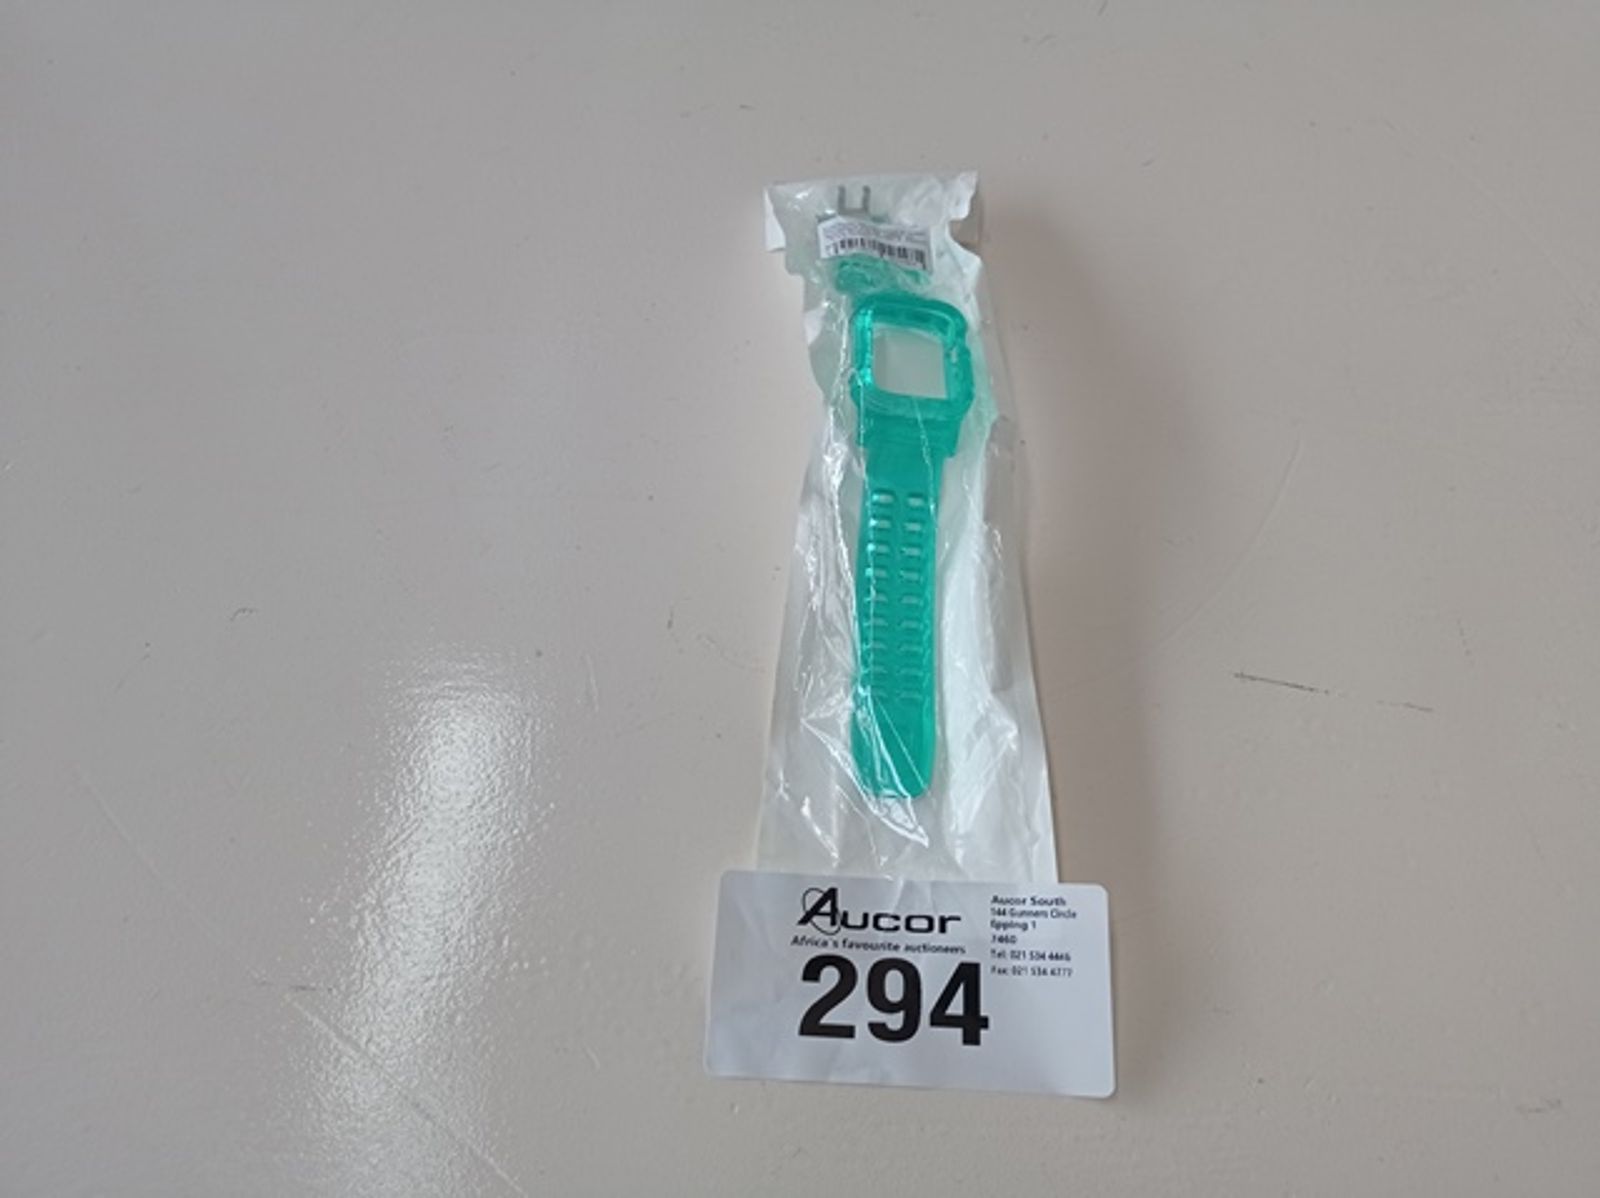 Aucor
Africa's favourite auctioneers
294
Aucor South
144 Gunners Circle
Epping 1
7460
Tel: 021 534 4446
Fax: 021 534 4777